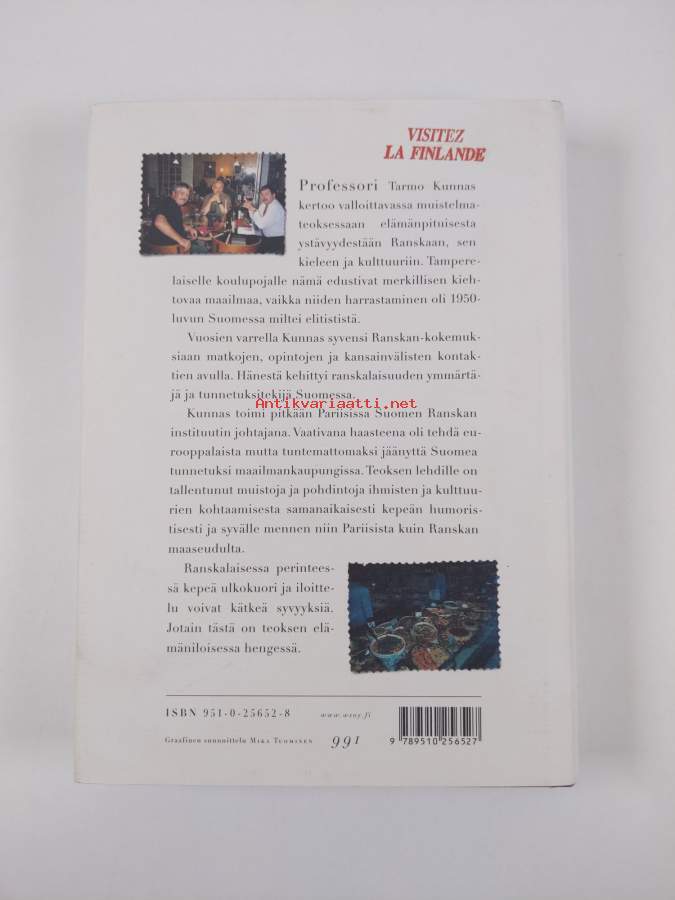 VISITEZ
LA FINLANDE
Professori Tarmo Kunnas
kertoo valloittavassa muistelma-
teoksessaan elämänpituisesta
ystävyydestään Ranskaan, sen
kieleen ja kulttuuriin. Tampere-
laiselle koulupojalle nämä edustivat merkillisen kieh-
tovaa maailmaa, vaikka niiden harrastaminen oli 1950-
luvun Suomessa miltei elitististä.
Vuosien varrella Kunnas syvensi Ranskan-kokemuk-
siaan matkojen, opintojen ja kansainvälisten kontak-
tien avulla. Hänestä kehittyi ranskalaisuuden ymmärtä-
jä ja tunnetuksitekijä Suomessa.
Antikvariaatti.net
Kunnas toimi pitkään Pariisissa Suomen Ranskan
instituutin johtajana. Vaativana haasteena oli tehdä eu-
rooppalaista mutta tuntemattomaksi jäänyttä Suomea
tunnetuksi maailmankaupungissa. Teoksen lehdille on
tallentunut muistoja ja pohdintoja ihmisten ja kulttuu-
rien kohtaamisesta samanaikaisesti kepeän humoris-
tisesti ja syvälle mennen niin Pariisista kuin Ranskan
maaseudulta.
Ranskalaisessa perintees-
sä kepeä ulkokuori ja iloitte-
lu voivat kätkeä syvyyksiä.
Jotain tästä on teoksen elä-
mäniloisessa hengessä.
ISBN 951-0-25652-8
www.wsoy.fi
Graafinen suunnittelu Mika Tuominen
99.1
9 789510 256527